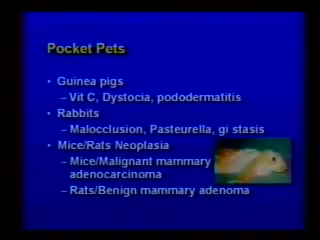 Pocket Pets
• Guinea pigs
– Vit C, Dystocia, pododermatitis
• Rabbits
– Malocclusion, Pasteurella, gi stasis
• Mice/Rats Neoplasia
– Mice/Malignant mammary
adenocarcinoma
– Rats/Benign mammary adenoma